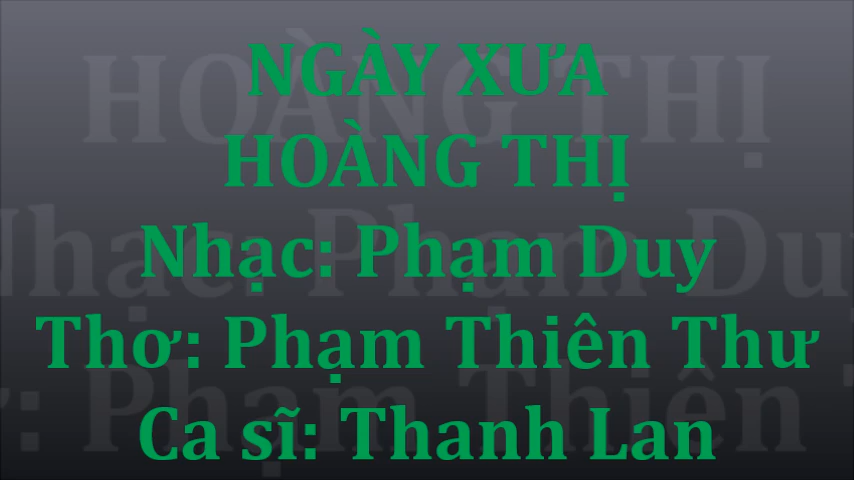 NGÀY XƯA
HOÀNG THỊ
Nhạc: Phạm Duy
Thơ: Phạm Thiên Thư
Ca sĩ: Thanh Lan